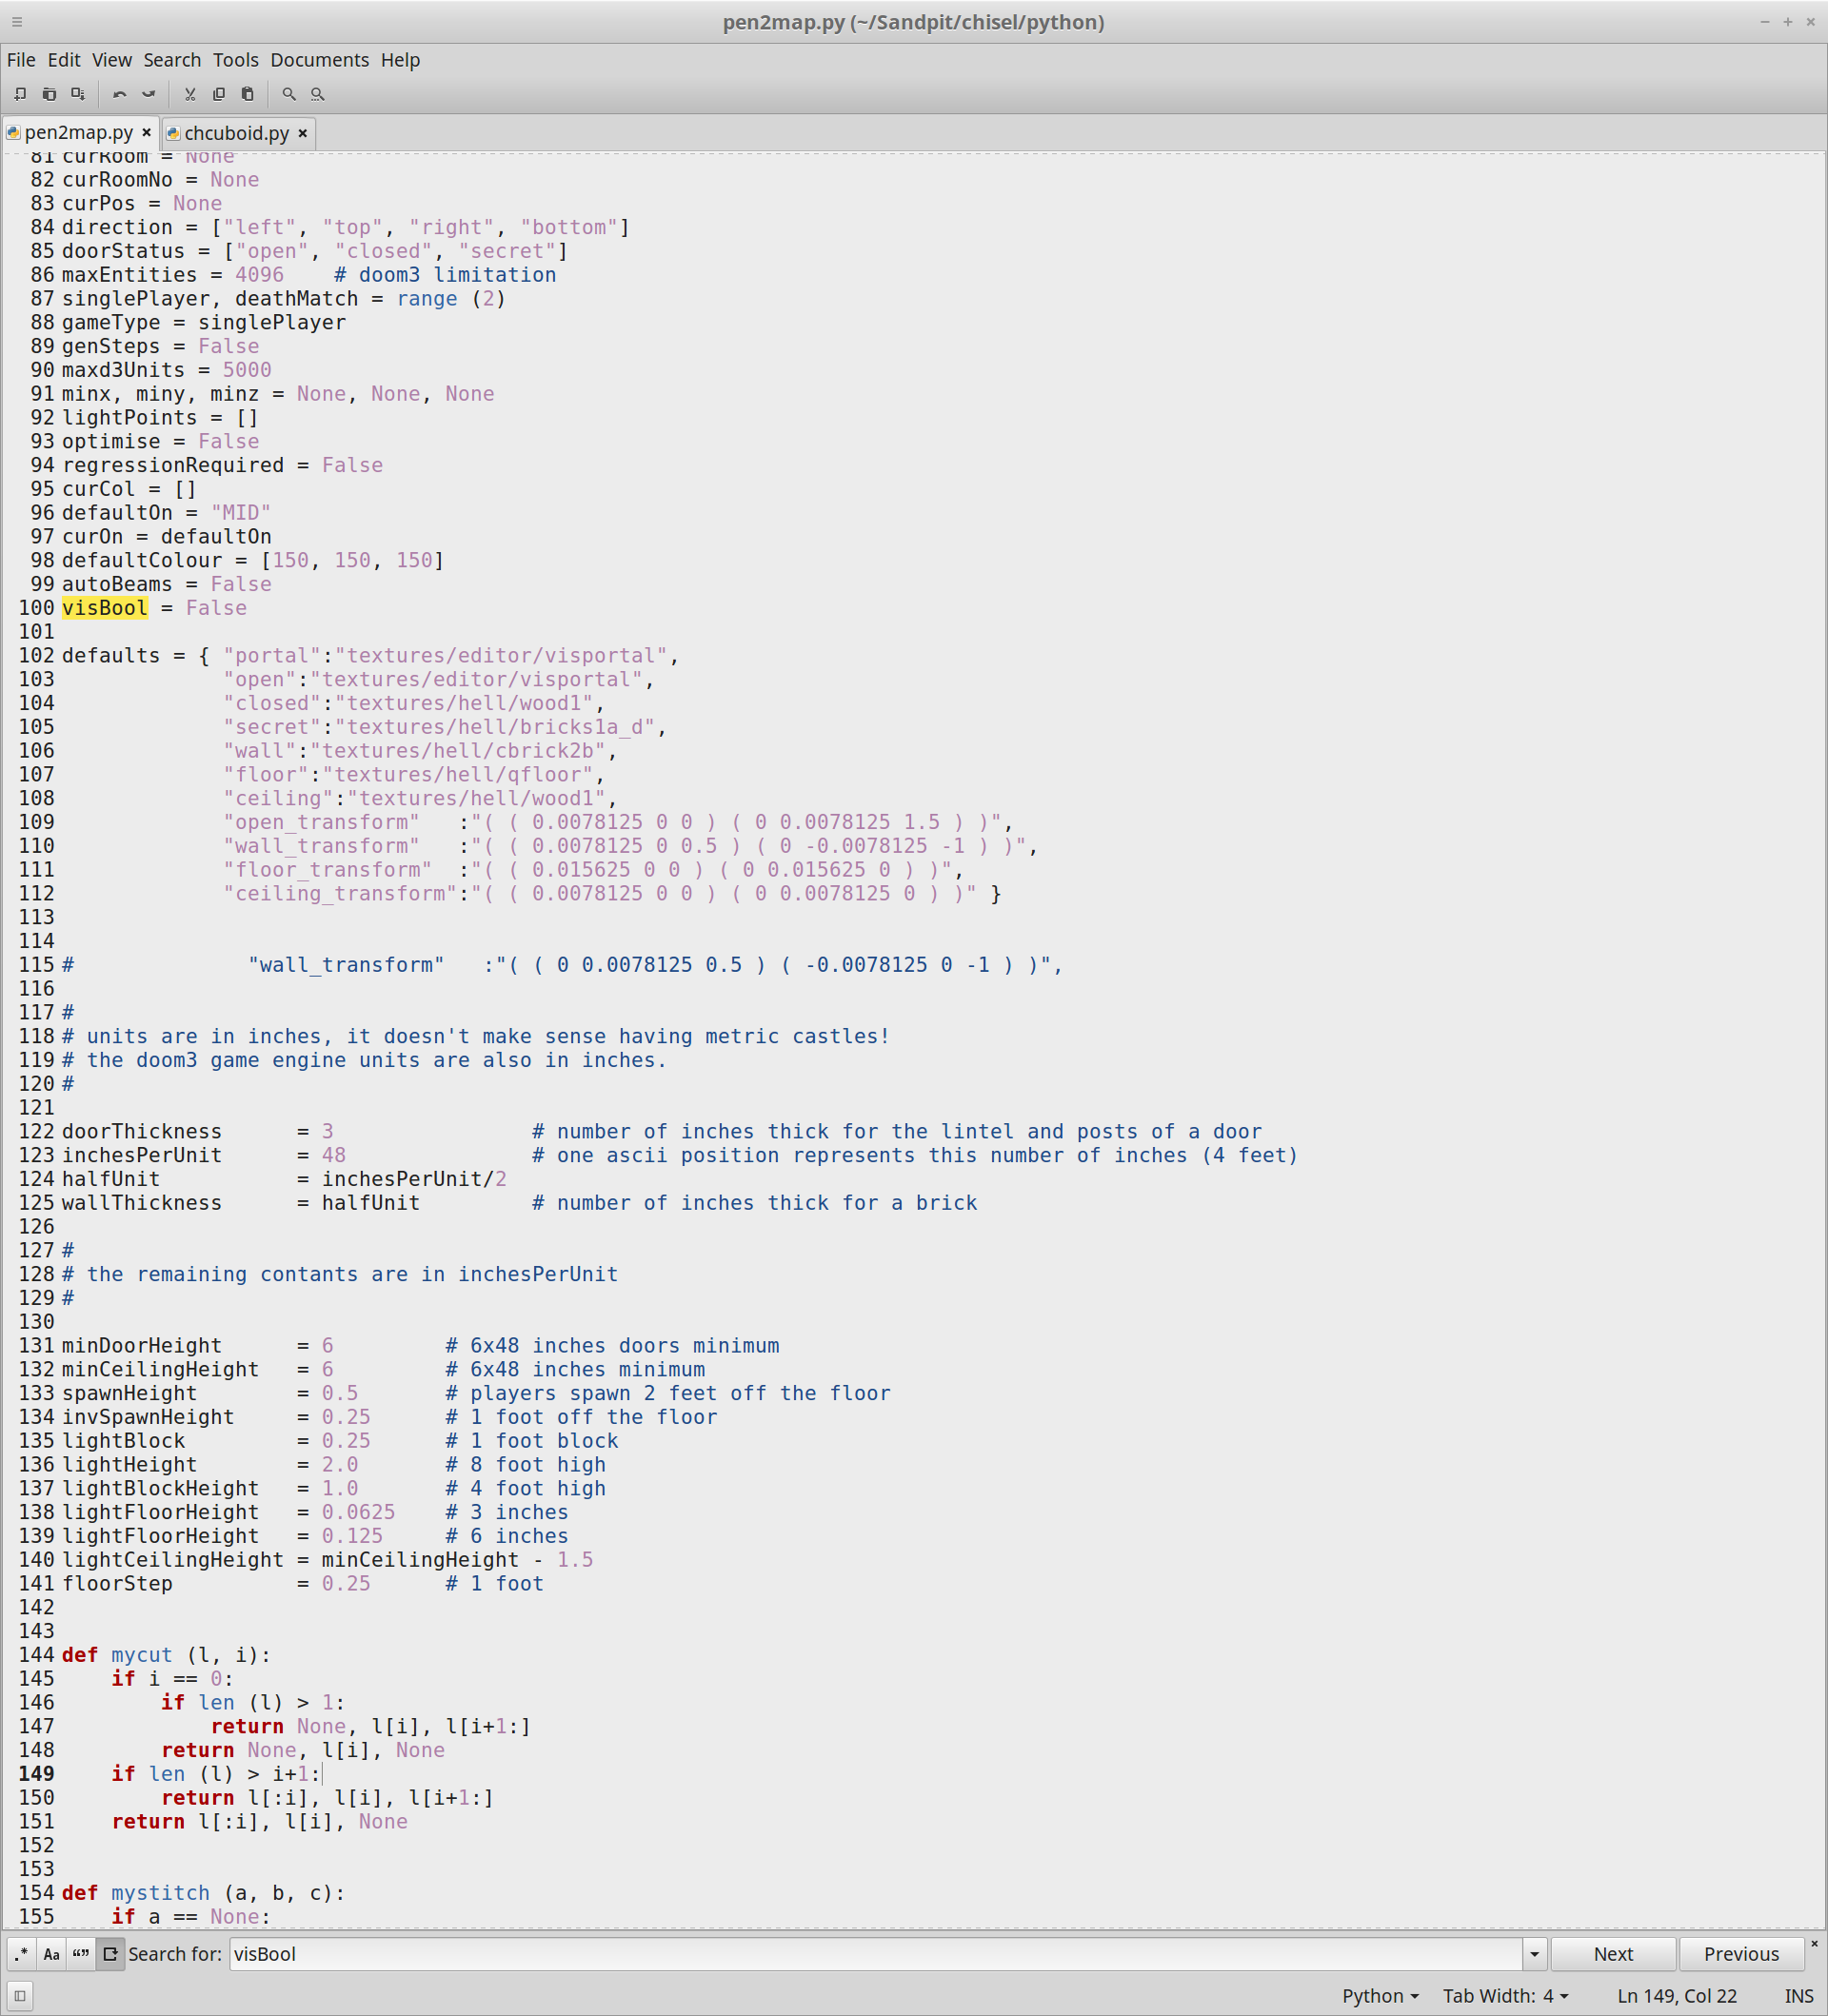 pen2map.py (~/Sandpit/chisel/python)
File Edit View Search Tools Documents Help
pen2map.py × chcuboid.py ×
81 curRoom = None
82 curRoomNo = None
83 curPos = None
84 direction = ["left", "top", "right", "bottom"]
85 doorStatus = ["open", "closed", "secret"]
86 maxEntities = 4096    # doom3 limitation
87 singlePlayer, deathMatch = range (2)
88 gameType = singlePlayer
89 genSteps = False
90 maxd3Units = 5000
91 minx, miny, minz = None, None, None
92 lightPoints = []
93 optimise = False
94 regressionRequired = False
95 curCol = []
96 defaultOn = "MID"
97 curOn = defaultOn
98 defaultColour = [150, 150, 150]
99 autoBeams = False
100 visBool = False
101
102 defaults = { "portal":"textures/editor/visportal",
103              "open":"textures/editor/visportal",
104              "closed":"textures/hell/wood1",
105              "secret":"textures/hell/bricks1a_d",
106              "wall":"textures/hell/cbrick2b",
107              "floor":"textures/hell/qfloor",
108              "ceiling":"textures/hell/wood1",
109              "open_transform"   :"( ( 0.0078125 0 0 ) ( 0 0.0078125 1.5 ) )",
110              "wall_transform"   :"( ( 0.0078125 0 0.5 ) ( 0 -0.0078125 -1 ) )",
111              "floor_transform"  :"( ( 0.015625 0 0 ) ( 0 0.015625 0 ) )",
112              "ceiling_transform":"( ( 0.0078125 0 0 ) ( 0 0.0078125 0 ) )" }
113
114
115 #              "wall_transform"   :"( ( 0 0.0078125 0.5 ) ( -0.0078125 0 -1 ) )",
116
117 #
118 # units are in inches, it doesn't make sense having metric castles!
119 # the doom3 game engine units are also in inches.
120 #
121
122 doorThickness      = 3                # number of inches thick for the lintel and posts of a door
123 inchesPerUnit      = 48               # one ascii position represents this number of inches (4 feet)
124 halfUnit           = inchesPerUnit/2
125 wallThickness      = halfUnit         # number of inches thick for a brick
126
127 #
128 # the remaining contants are in inchesPerUnit
129 #
130
131 minDoorHeight      = 6         # 6x48 inches doors minimum
132 minCeilingHeight   = 6         # 6x48 inches minimum
133 spawnHeight        = 0.5       # players spawn 2 feet off the floor
134 invSpawnHeight     = 0.25      # 1 foot off the floor
135 lightBlock         = 0.25      # 1 foot block
136 lightHeight        = 2.0       # 8 foot high
137 lightBlockHeight   = 1.0       # 4 foot high
138 lightFloorHeight   = 0.0625    # 3 inches
139 lightFloorHeight   = 0.125     # 6 inches
140 lightCeilingHeight = minCeilingHeight - 1.5
141 floorStep          = 0.25      # 1 foot
142
143
144 def mycut (l, i):
145     if i == 0:
146         if len (l) > 1:
147             return None, l[i], l[i+1:]
148         return None, l[i], None
149     if len (l) > i+1:
150         return l[:i], l[i], l[i+1:]
151     return l[:i], l[i], None
152
153
154 def mystitch (a, b, c):
155     if a == None:
.* Aa “” Search for: visBool Next Previous
Python Tab Width: 4 Ln 149, Col 22 INS